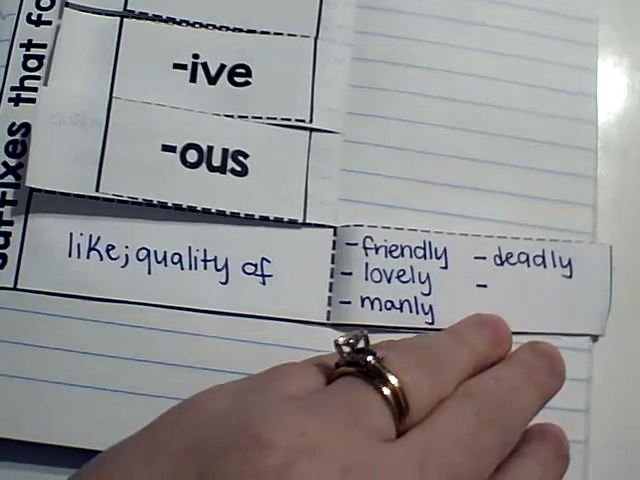 suffixes that fo
-ive
-ous
like; quality of
-friendly
- lovely
- manly
- deadly
-